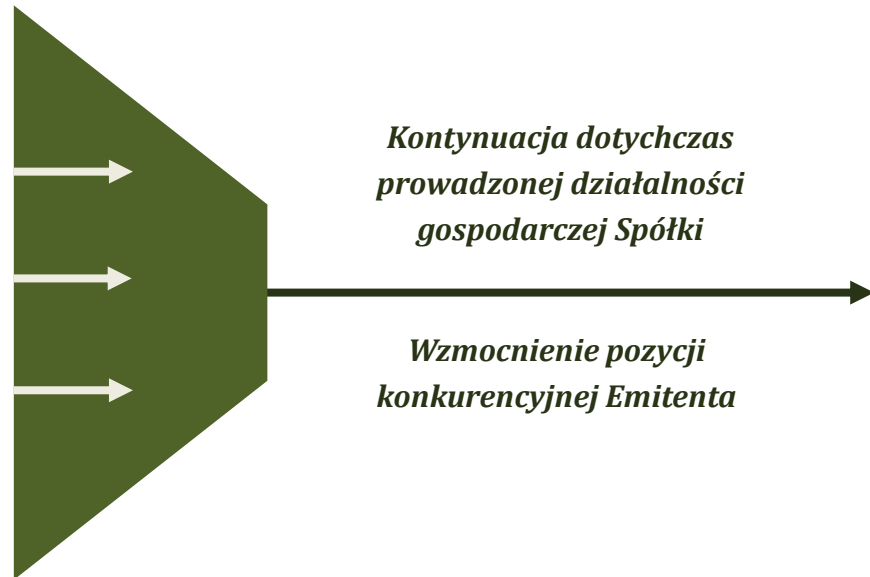 Kontynuacja dotychczas
prowadzonej działalności
gospodarczej Spółki
Wzmocnienie pozycji
konkurencyjnej Emitenta